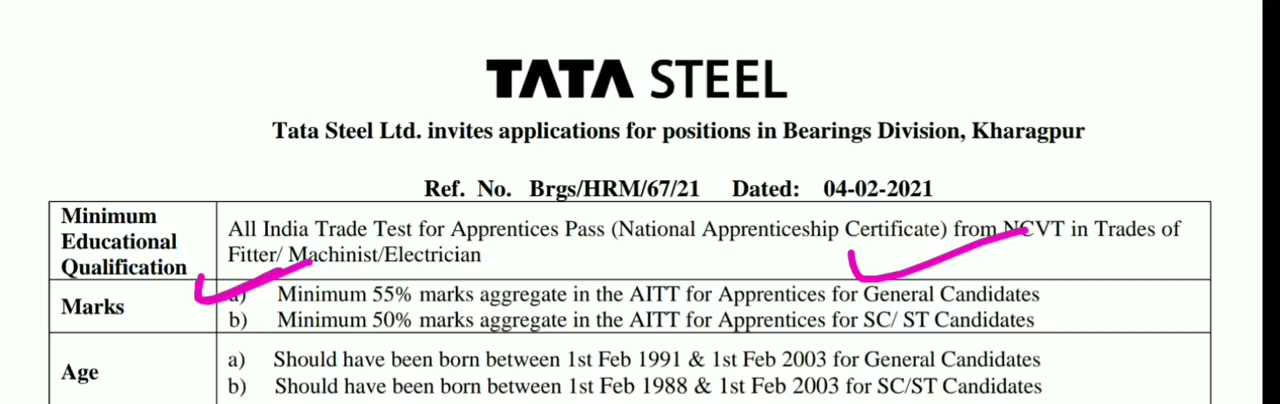 TATA STEEL
Tata Steel Ltd. invites applications for positions in Bearings Division, Kharagpur
Ref. No. Brgs/HRM/67/21 Dated: 04-02-2021
Minimum
Educational
Qualification
All India Trade Test for Apprentices Pass (National Apprenticeship Certificate) from NCVT in Trades of
Fitter/ Machinist/Electrician
Marks
a) Minimum 55% marks aggregate in the AITT for Apprentices for General Candidates
b) Minimum 50% marks aggregate in the AITT for Apprentices for SC/ ST Candidates
Age
a) Should have been born between 1st Feb 1991 & 1st Feb 2003 for General Candidates
b) Should have been born between 1st Feb 1988 & 1st Feb 2003 for SC/ST Candidates